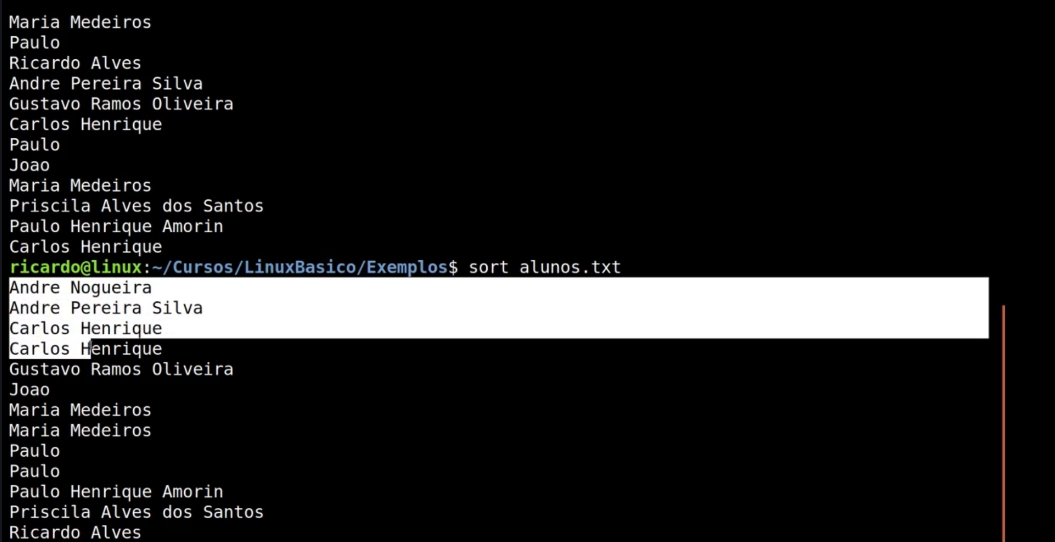 Maria Medeiros
Paulo
Ricardo Alves
Andre Pereira Silva
Gustavo Ramos Oliveira
Carlos Henrique
Paulo
Joao
Maria Medeiros
Priscila Alves dos Santos
Paulo Henrique Amorin
Carlos Henrique
ricardo@linux:~/Cursos/LinuxBasico/Exemplos$ sort alunos.txt
Andre Nogueira
Andre Pereira Silva
Carlos Henrique
Carlos Henrique
Gustavo Ramos Oliveira
Joao
Maria Medeiros
Maria Medeiros
Paulo
Paulo
Paulo Henrique Amorin
Priscila Alves dos Santos
Ricardo Alves